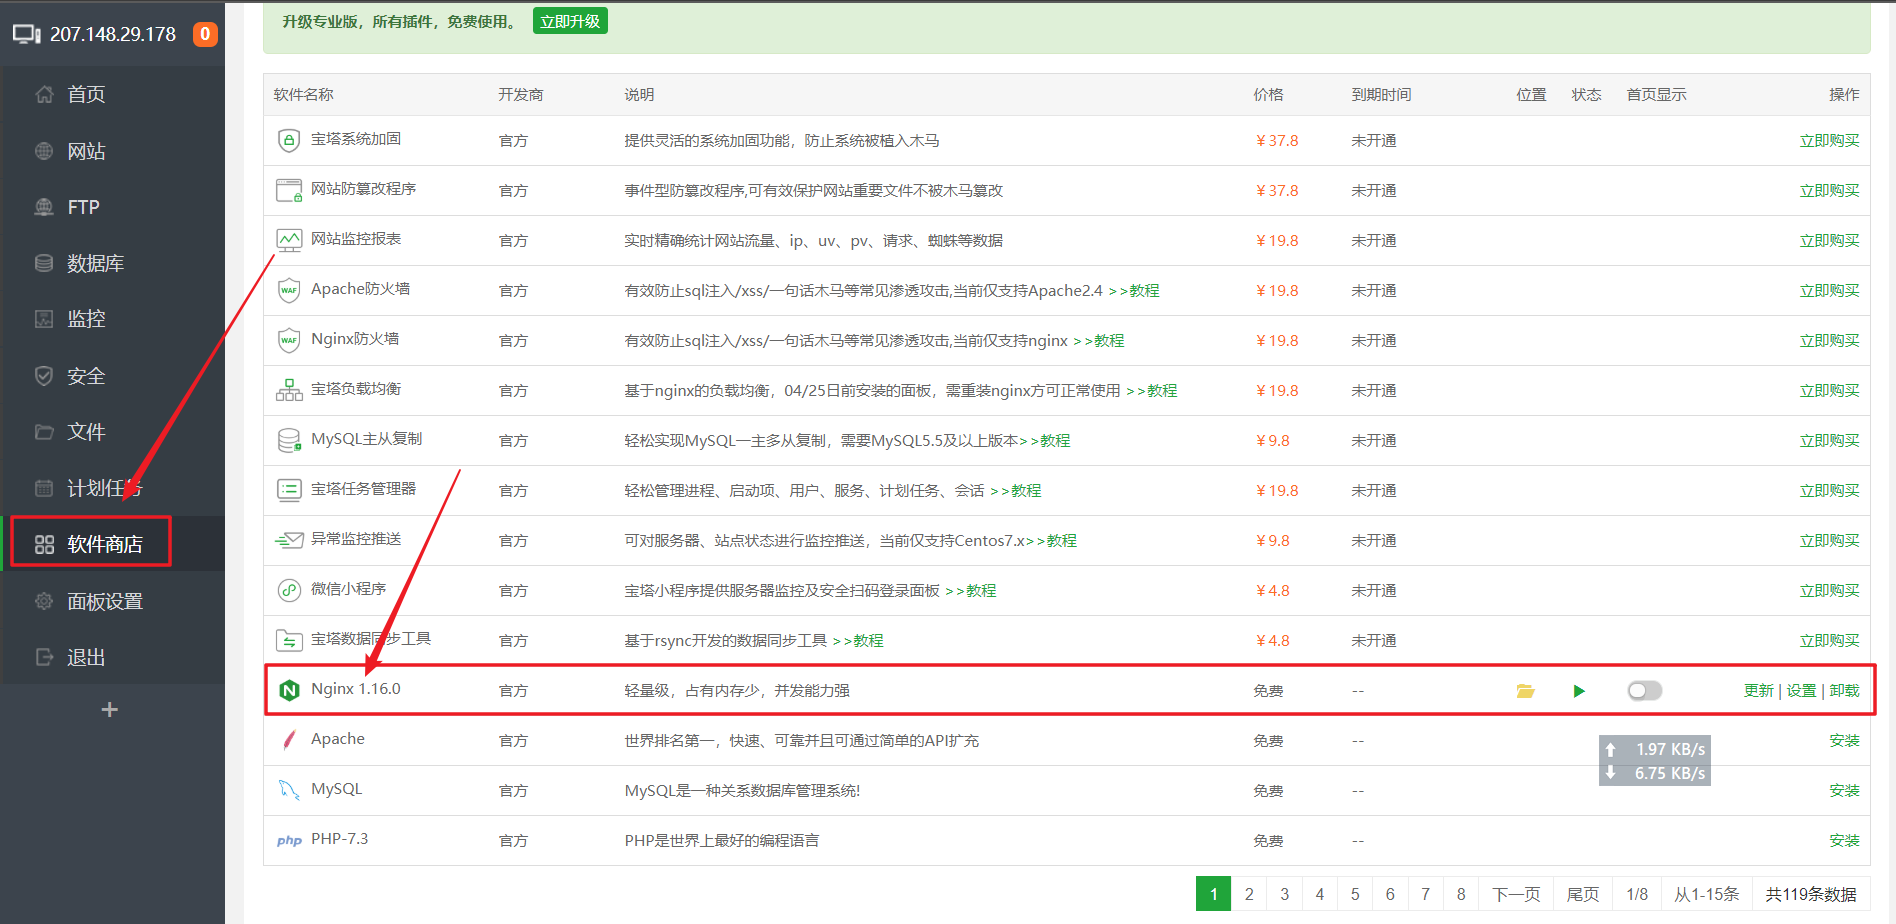 207.148.29.178 0
首页
网站
FTP
数据库
监控
安全
文件
计划任务
软件商店
面板设置
退出
+
升级专业版，所有插件，免费使用。 立即升级
软件名称 开发商 说明 价格 到期时间 位置 状态 首页显示 操作
宝塔系统加固 官方 提供灵活的系统加固功能，防止系统被植入木马 ￥37.8 未开通 立即购买
网站防篡改程序 官方 事件型防篡改程序,可有效保护网站重要文件不被木马篡改 ￥37.8 未开通 立即购买
网站监控报表 官方 实时精确统计网站流量、ip、uv、pv、请求、蜘蛛等数据 ￥19.8 未开通 立即购买
WAF Apache防火墙 官方 有效防止sql注入/xss/一句话木马等常见渗透攻击,当前仅支持Apache2.4 >>教程 ￥19.8 未开通 立即购买
WAF Nginx防火墙 官方 有效防止sql注入/xss/一句话木马等常见渗透攻击,当前仅支持nginx >>教程 ￥19.8 未开通 立即购买
宝塔负载均衡 官方 基于nginx的负载均衡，04/25日前安装的面板，需重装nginx方可正常使用 >>教程 ￥19.8 未开通 立即购买
MySQL主从复制 官方 轻松实现MySQL一主多从复制，需要MySQL5.5及以上版本>>教程 ￥9.8 未开通 立即购买
宝塔任务管理器 官方 轻松管理进程、启动项、用户、服务、计划任务、会话 >>教程 ￥19.8 未开通 立即购买
异常监控推送 官方 可对服务器、站点状态进行监控推送，当前仅支持Centos7.x>>教程 ￥9.8 未开通 立即购买
微信小程序 官方 宝塔小程序提供服务器监控及安全扫码登录面板 >>教程 ￥4.8 未开通 立即购买
宝塔数据同步工具 官方 基于rsync开发的数据同步工具 >>教程 ￥4.8 未开通 立即购买
N Nginx 1.16.0 官方 轻量级，占有内存少，并发能力强 免费 -- 更新 | 设置 | 卸载
Apache 官方 世界排名第一，快速、可靠并且可通过简单的API扩充 免费 -- 安装
1.97 KB/s
6.75 KB/s
MySQL 官方 MySQL是一种关系数据库管理系统! 免费 -- 安装
php PHP-7.3 官方 PHP是世界上最好的编程语言 免费 -- 安装
1 2 3 4 5 6 7 8 下一页 尾页 1/8 从1-15条 共119条数据